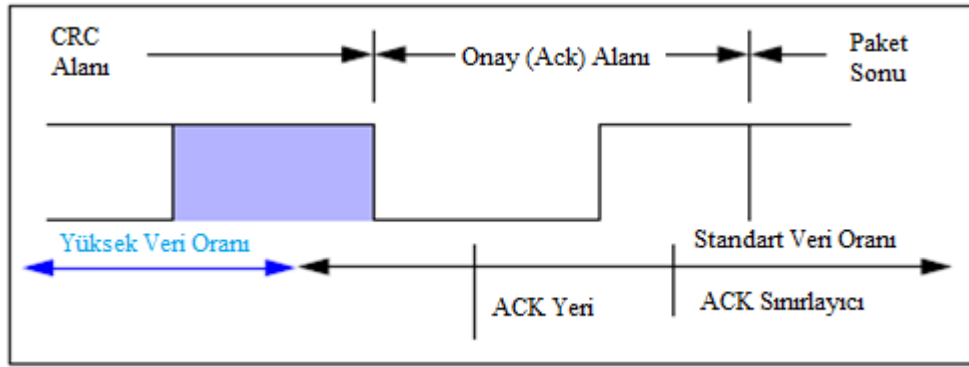 CRC
Alanı
Onay (Ack) Alanı
Paket
Sonu
Yüksek Veri Oranı
Standart Veri Oranı
ACK Yeri
ACK Sınırlayıcı